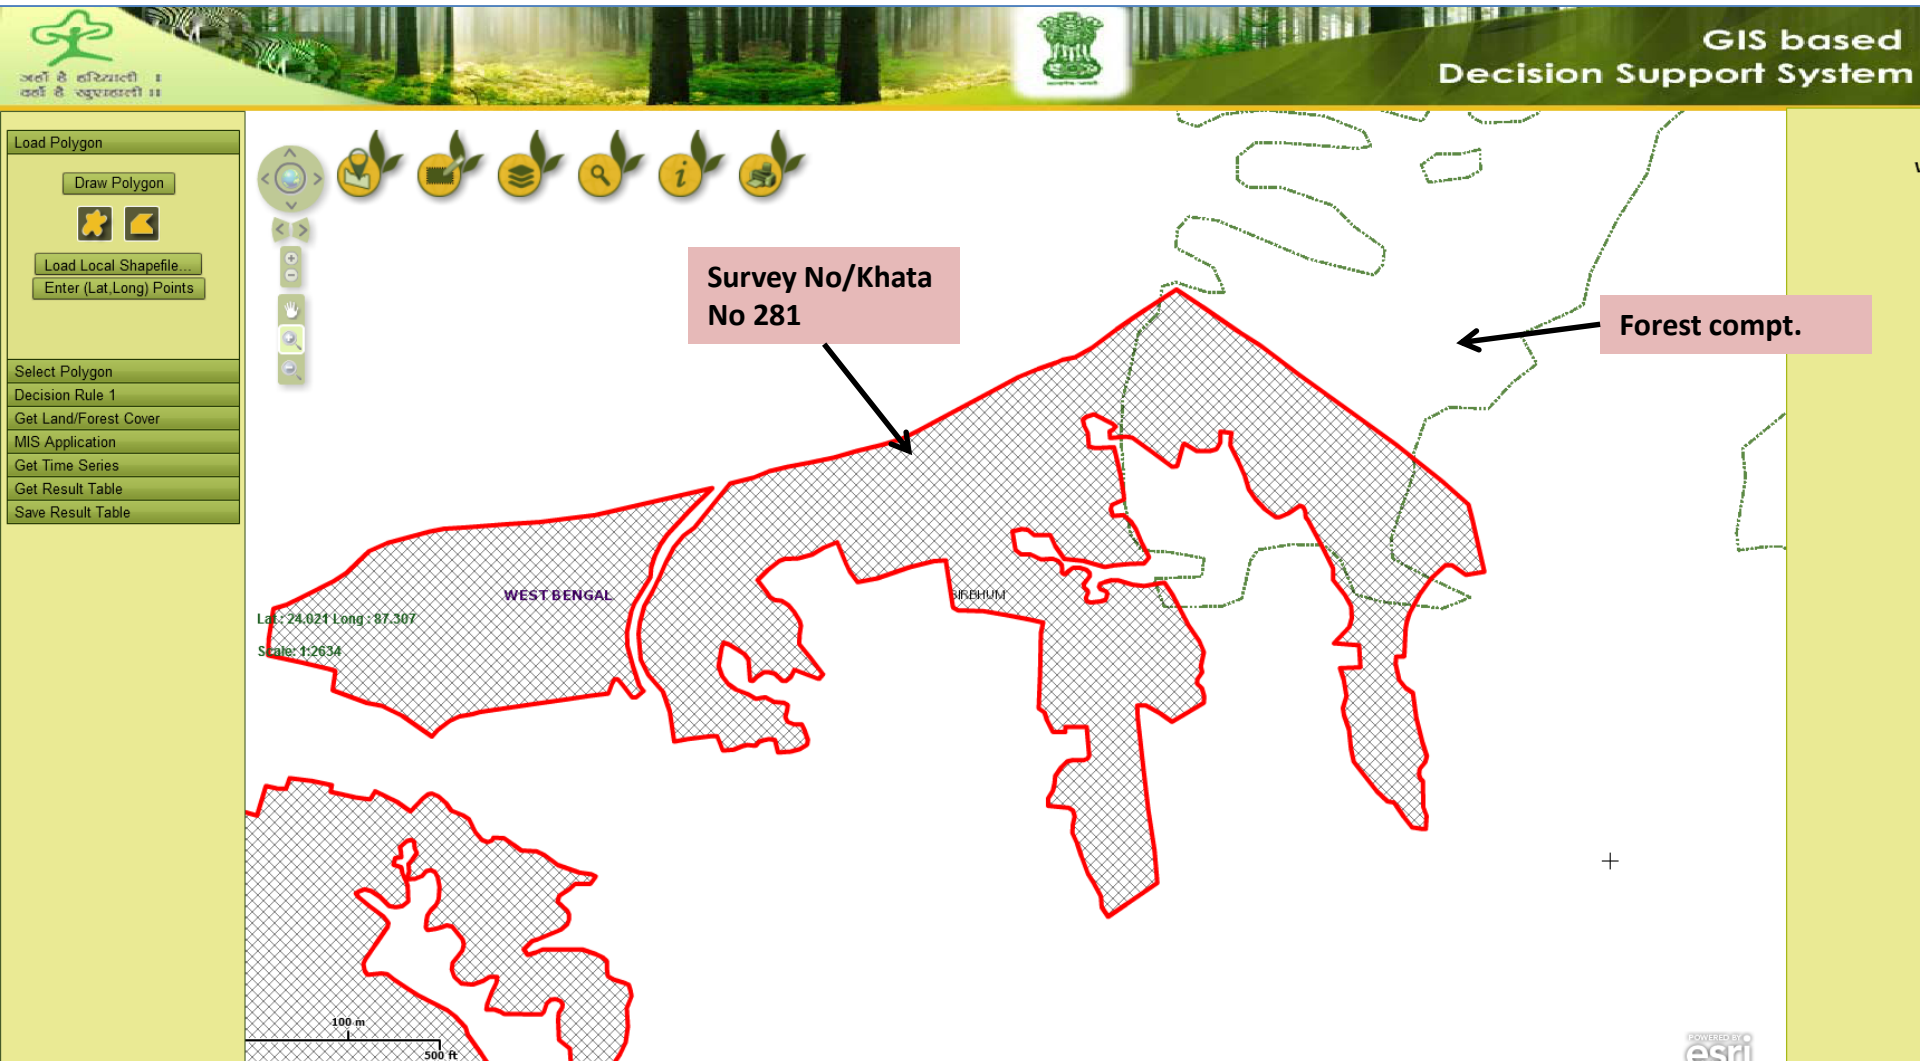 जहाँ है हरियाली ।
वहाँ है खुशहाली ॥
GIS based
Decision Support System
Load Polygon
Draw Polygon
Load Local Shapefile...
Enter (Lat,Long) Points
Select Polygon
Decision Rule 1
Get Land/Forest Cover
MIS Application
Get Time Series
Get Result Table
Save Result Table
Survey No/Khata
No 281
Forest compt.
WEST BENGAL
BIRBHUM
Lat : 24.021 Long : 87.307
Scale: 1:2634
100 m
500 ft
POWERED BY
esri